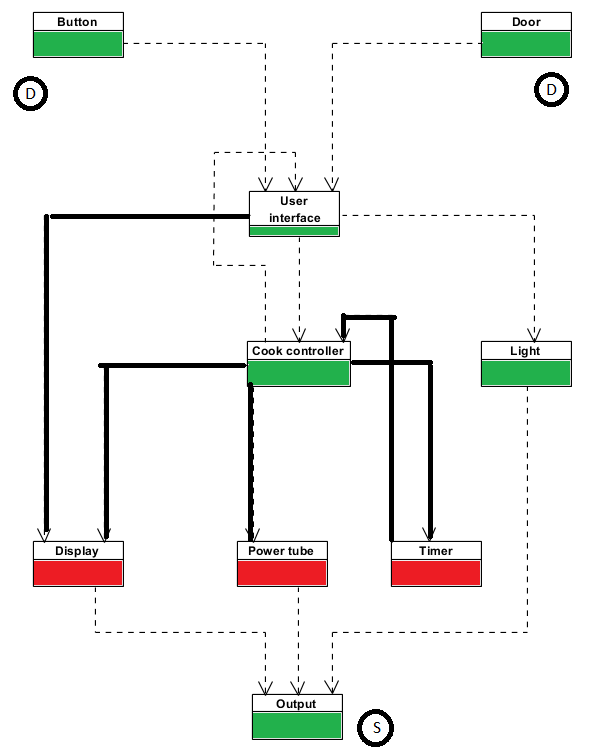 Button
Door
D
D
User
interface
Cook controller
Light
Display
Power tube
Timer
Output
S